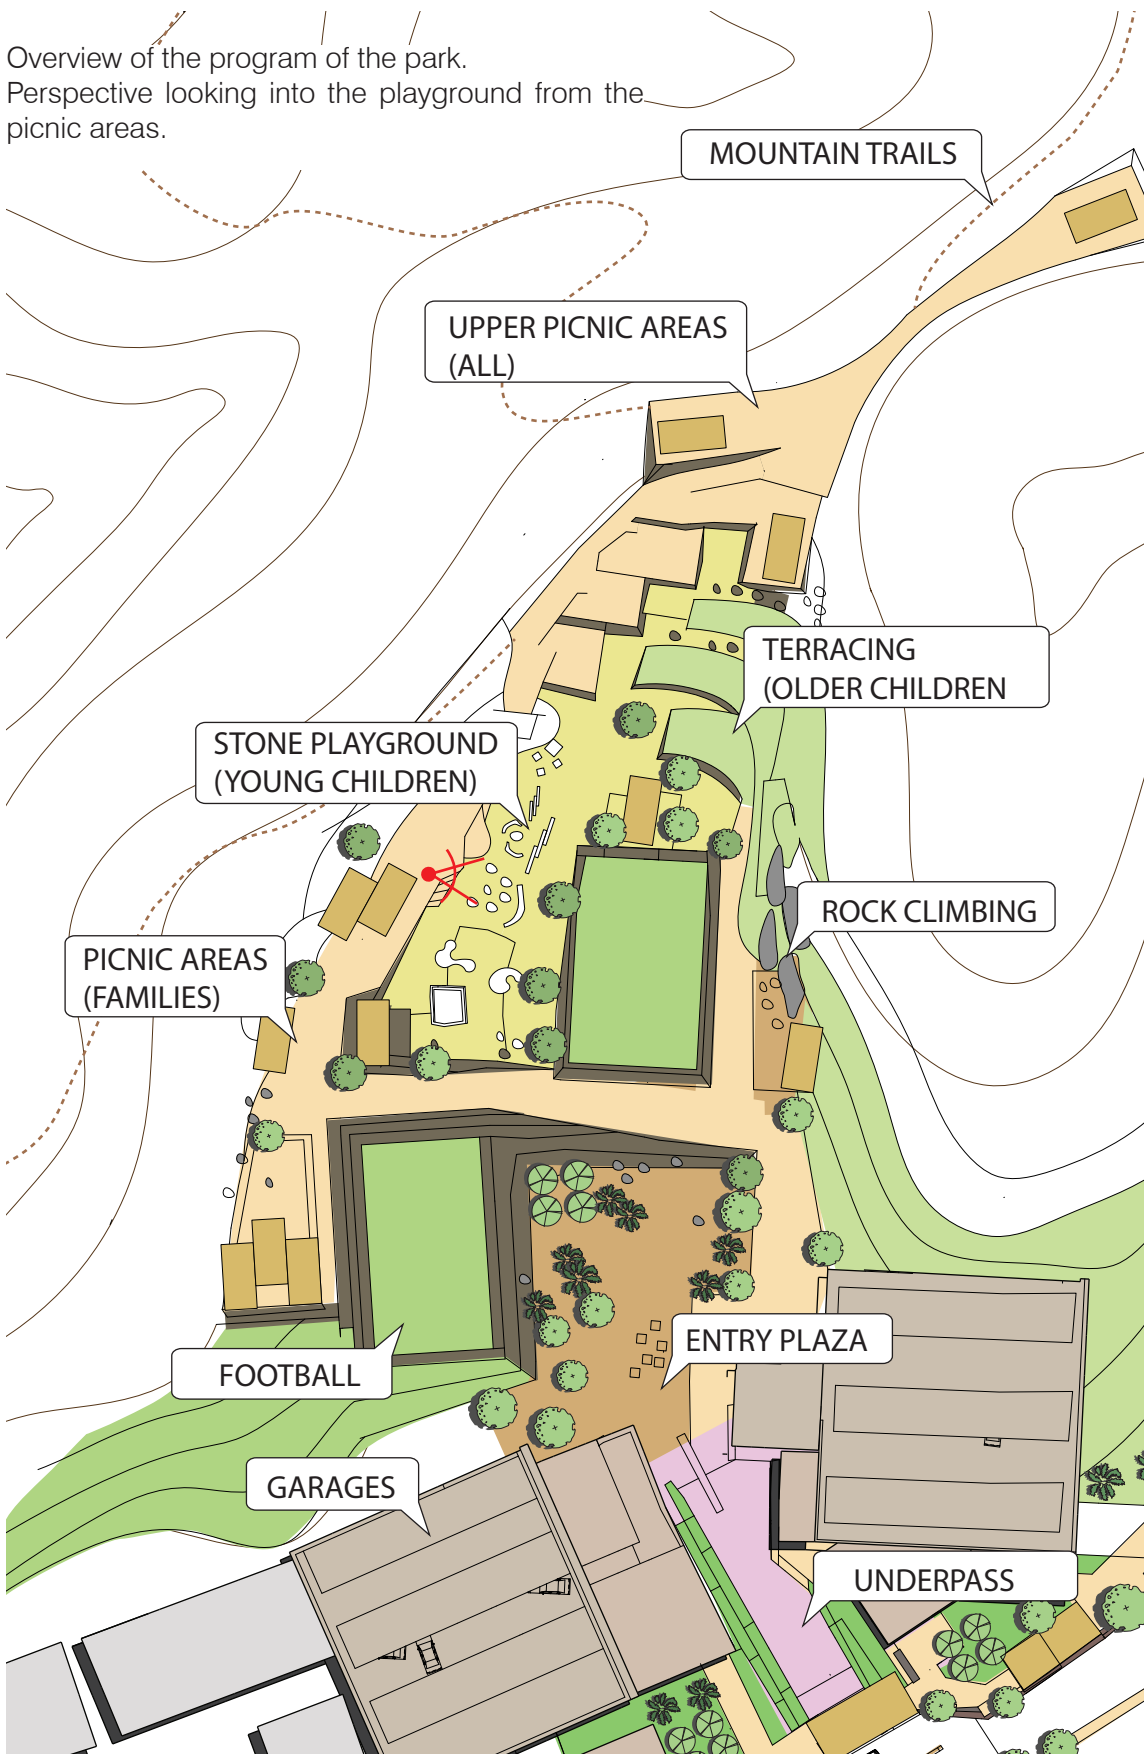 Overview of the program of the park.
Perspective looking into the playground from the
picnic areas.
MOUNTAIN TRAILS
UPPER PICNIC AREAS
(ALL)
TERRACING
(OLDER CHILDREN
STONE PLAYGROUND
(YOUNG CHILDREN)
ROCK CLIMBING
PICNIC AREAS
(FAMILIES)
ENTRY PLAZA
FOOTBALL
GARAGES
UNDERPASS